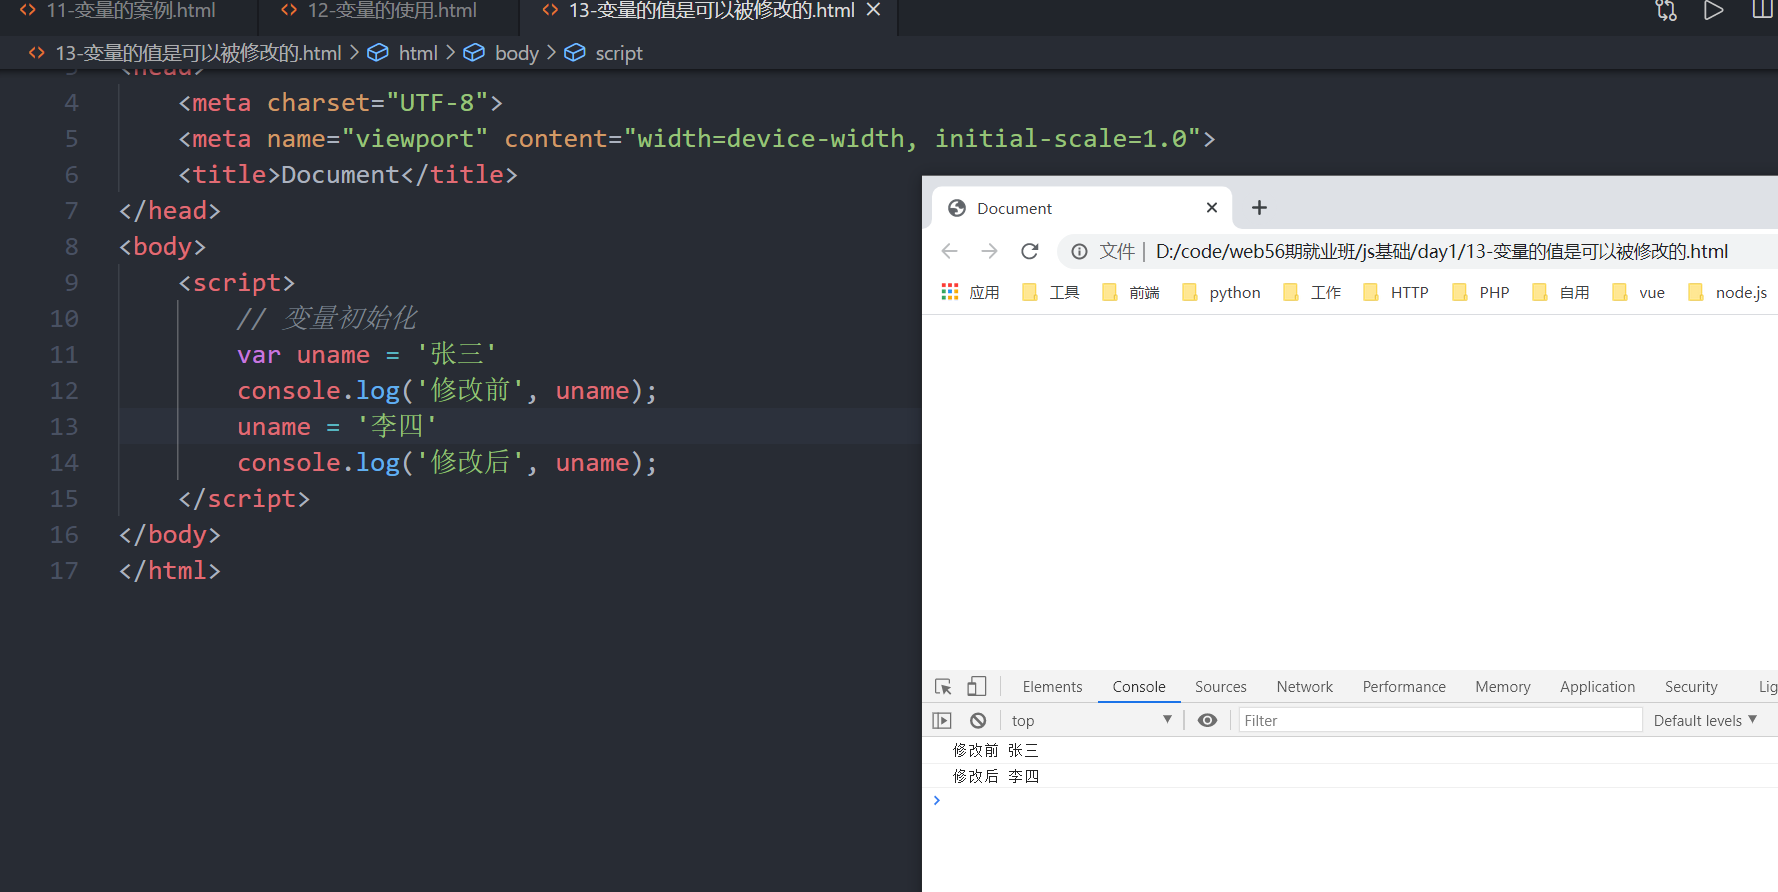 11-变量的案例.html 12-变量的使用.html 13-变量的值是可以被修改的.html
13-变量的值是可以被修改的.html > html > body > script
3 <head>
4 <meta charset="UTF-8">
5 <meta name="viewport" content="width=device-width, initial-scale=1.0">
6 <title>Document</title>
7 </head>
8 <body>
9 <script>
10 // 变量初始化
11 var uname = '张三'
12 console.log('修改前', uname);
13 uname = '李四'
14 console.log('修改后', uname);
15 </script>
16 </body>
17 </html>
Document
文件 | D:/code/web56期就业班/js基础/day1/13-变量的值是可以被修改的.html
应用 工具 前端 python 工作 HTTP PHP 自用 vue node.js
Elements Console Sources Network Performance Memory Application Security Lig
top Filter Default levels
修改前 张三
修改后 李四